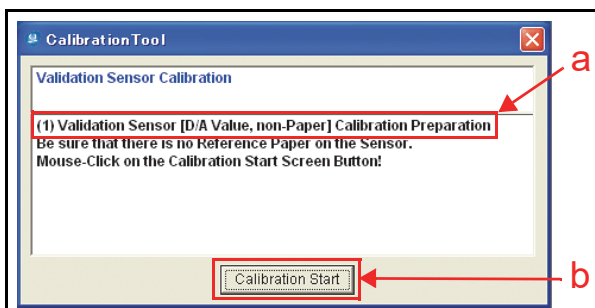 CalibrationTool
Validation Sensor Calibration
a
(1) Validation Sensor [D/A Value, non-Paper] Calibration Preparation
Be sure that there is no Reference Paper on the Sensor.
Mouse-Click on the Calibration Start Screen Button!
Calibration Start
b